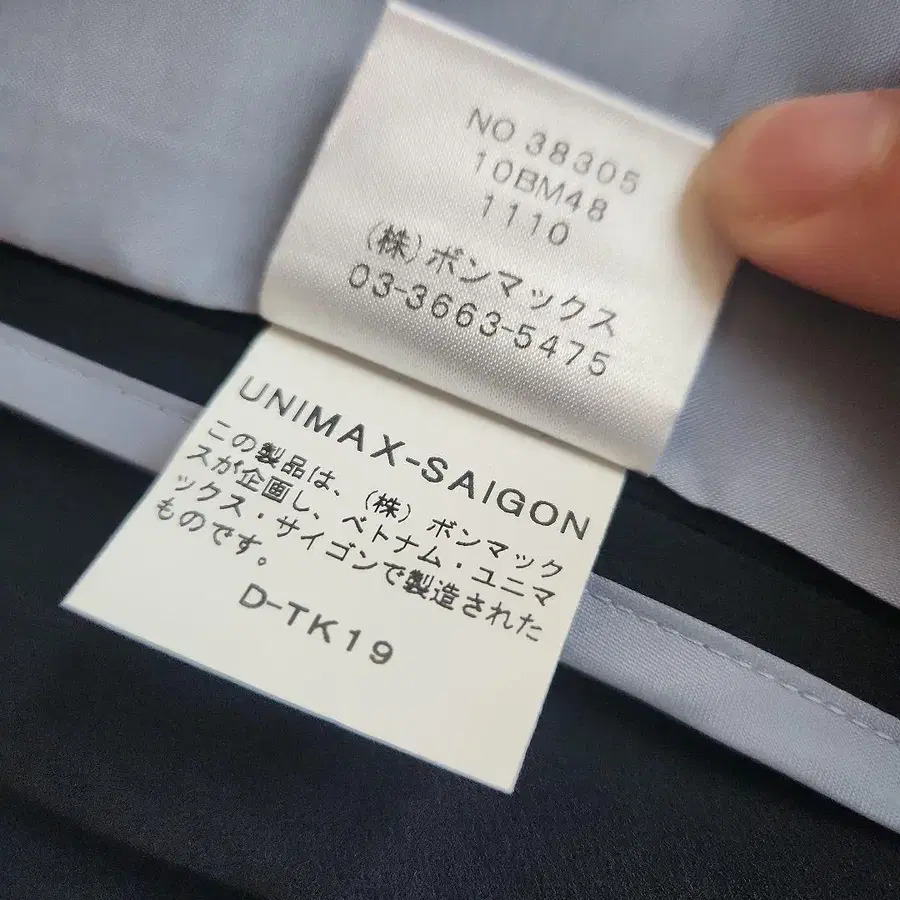 NO 38305
10BM48
1110
(株)ボンマックス
03-3663-5475
UNIMAX-SAIGON
この製品は、(株)ボンマック
スが企画し、ベトナム・ユニマ
ックス・サイゴンで製造された
ものです。
D-TK19